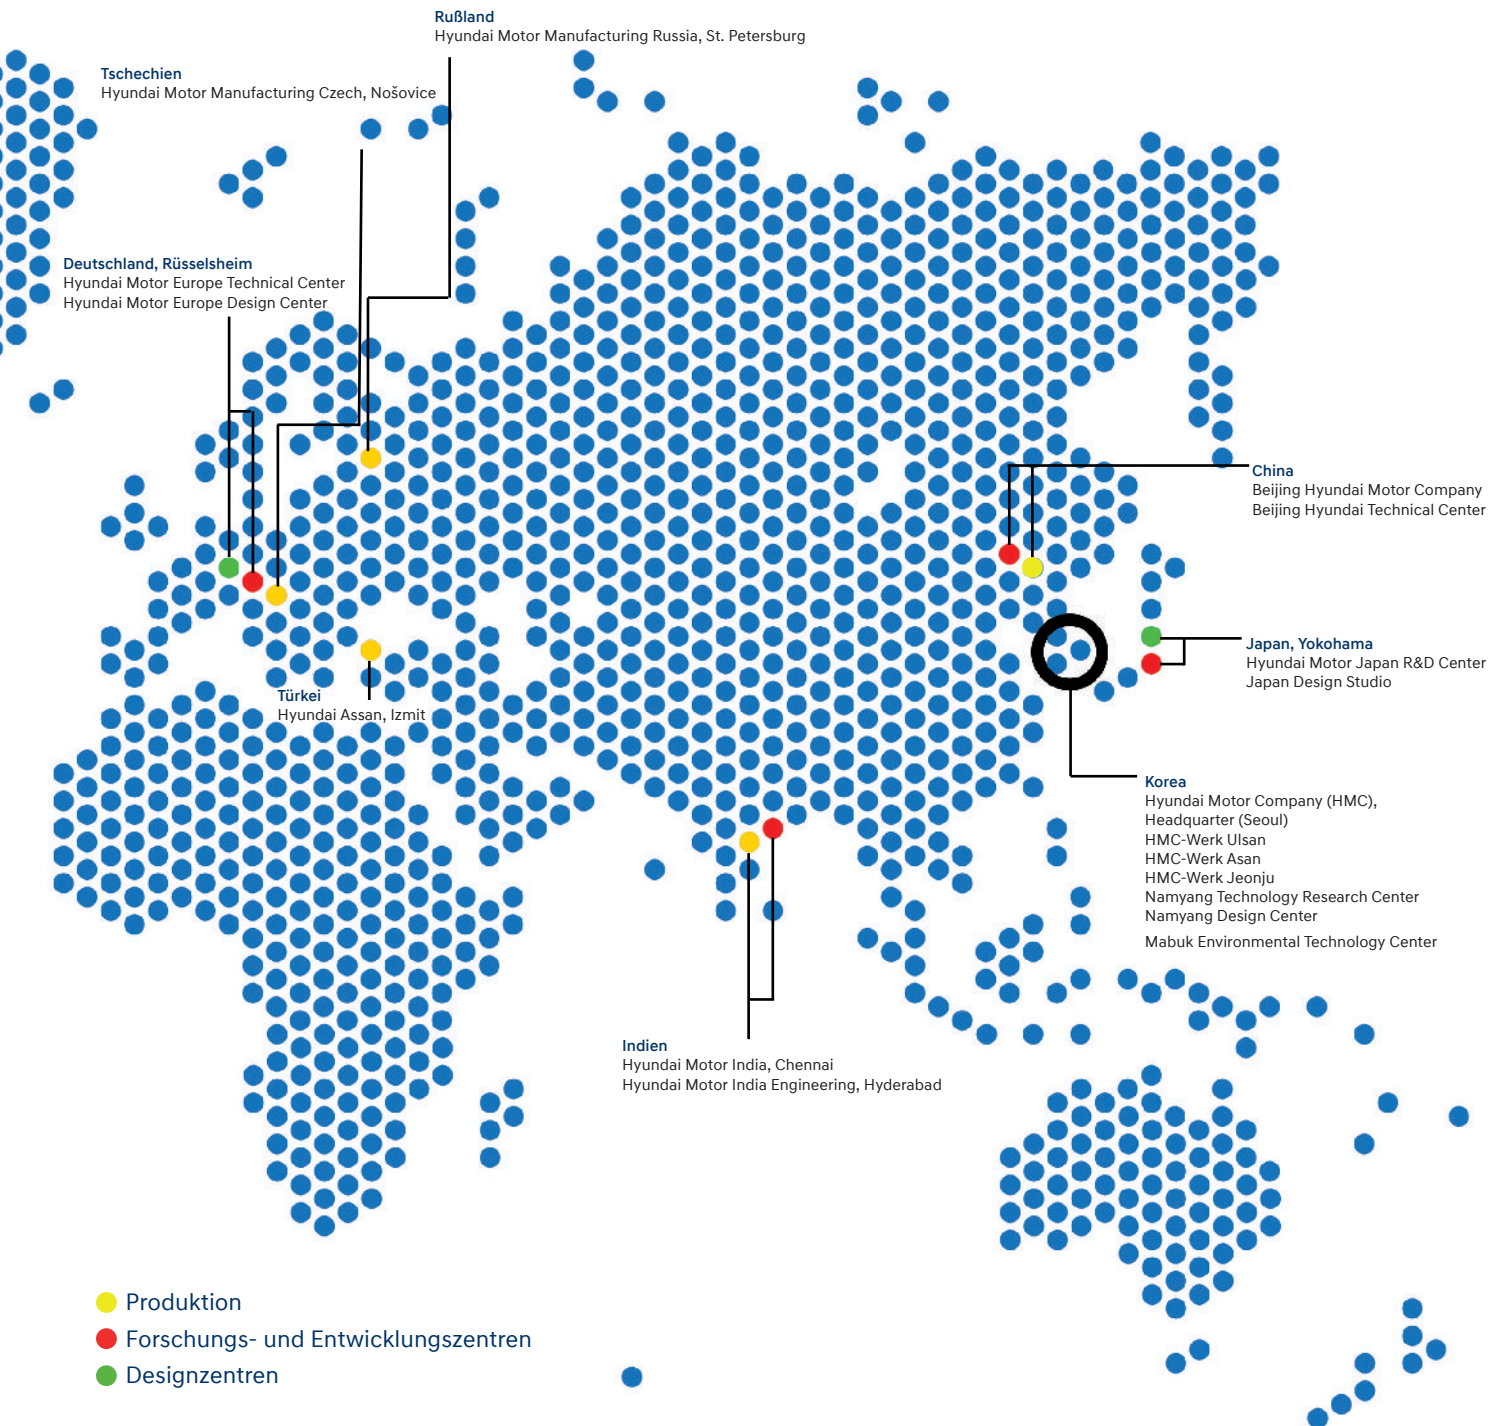 Rußland
Hyundai Motor Manufacturing Russia, St. Petersburg
Tschechien
Hyundai Motor Manufacturing Czech, Nošovice
Deutschland, Rüsselsheim
Hyundai Motor Europe Technical Center
Hyundai Motor Europe Design Center
China
Beijing Hyundai Motor Company
Beijing Hyundai Technical Center
Japan, Yokohama
Hyundai Motor Japan R&D Center
Japan Design Studio
Türkei
Hyundai Assan, Izmit
Korea
Hyundai Motor Company (HMC),
Headquarter (Seoul)
HMC-Werk Ulsan
HMC-Werk Asan
HMC-Werk Jeonju
Namyang Technology Research Center
Namyang Design Center
Mabuk Environmental Technology Center
Indien
Hyundai Motor India, Chennai
Hyundai Motor India Engineering, Hyderabad
Produktion
Forschungs- und Entwicklungszentren
Designzentren